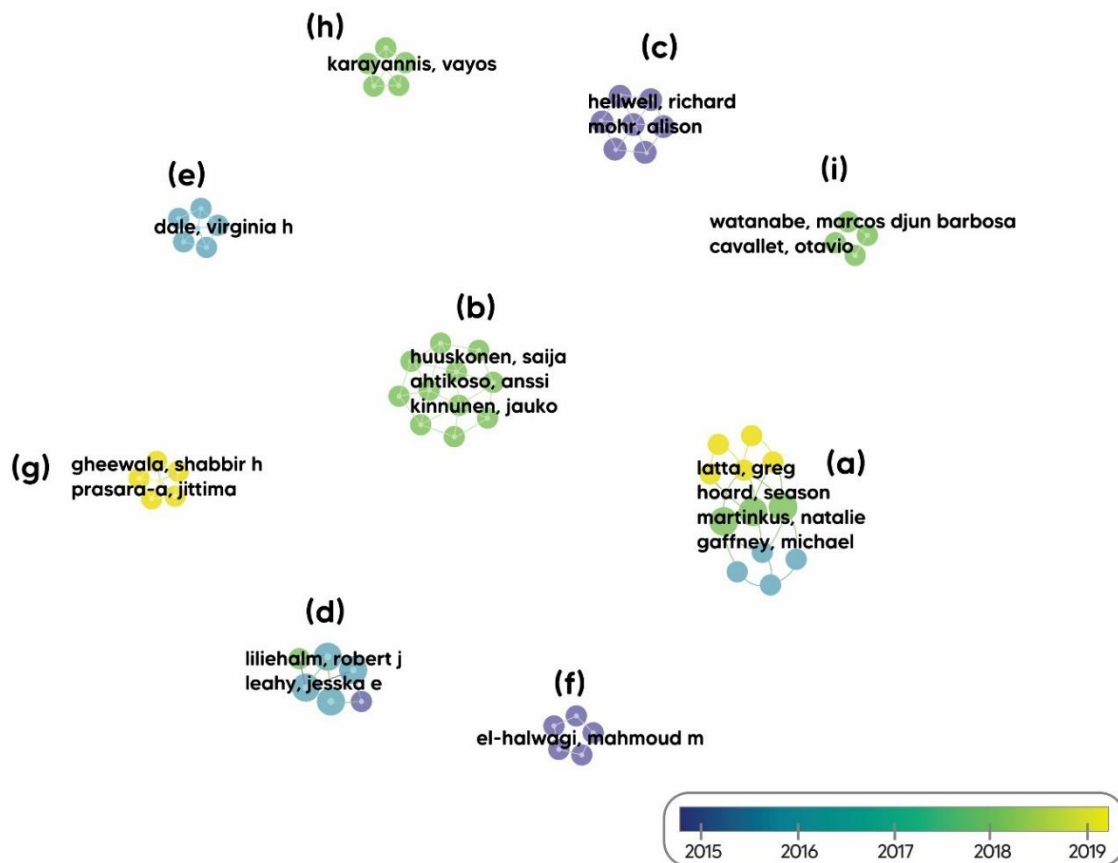 (h)
karayannis, vayos
(c)
hellwell, richard
mohr, alison
(e)
dale, virginia h
(i)
watanabe, marcos djun barbosa
cavallet, otavio
(b)
huuskonen, saija
ahtikoso, anssi
kinnunen, jauko
(g)
gheewala, shabbir h
prasara-a, jittima
(a)
latta, greg
hoard, season
martinkus, natalie
gaffney, michael
(d)
liliehalm, robert j
leahy, jesska e
(f)
el-halwagi, mahmoud m
2015 2016 2017 2018 2019